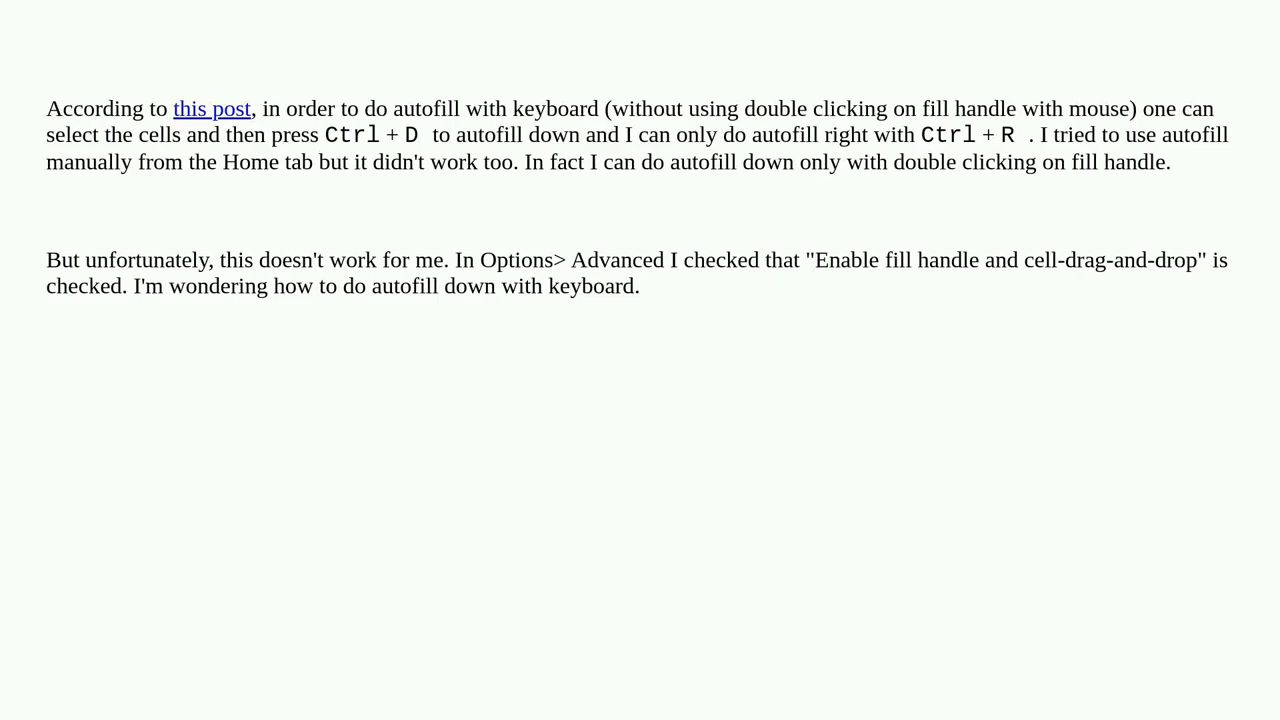 According to this post, in order to do autofill with keyboard (without using double clicking on fill handle with mouse) one can
select the cells and then press Ctrl + D to autofill down and I can only do autofill right with Ctrl + R . I tried to use autofill
manually from the Home tab but it didn't work too. In fact I can do autofill down only with double clicking on fill handle.
But unfortunately, this doesn't work for me. In Options> Advanced I checked that "Enable fill handle and cell-drag-and-drop" is
checked. I'm wondering how to do autofill down with keyboard.